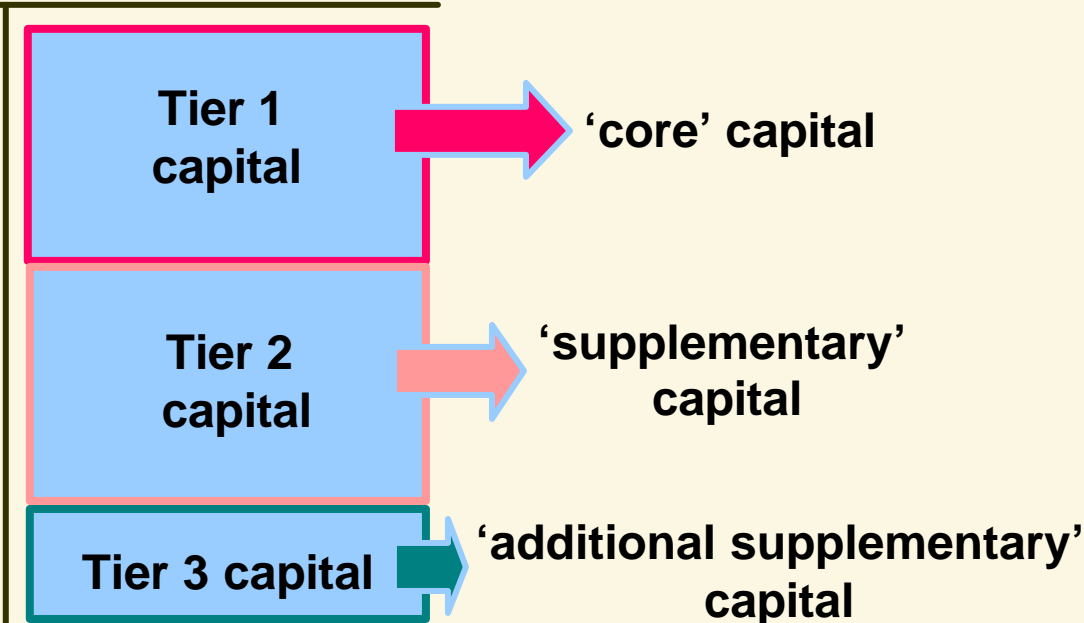 Tier 1
capital
‘core’ capital
Tier 2
capital
‘supplementary’
capital
Tier 3 capital
‘additional supplementary’
capital